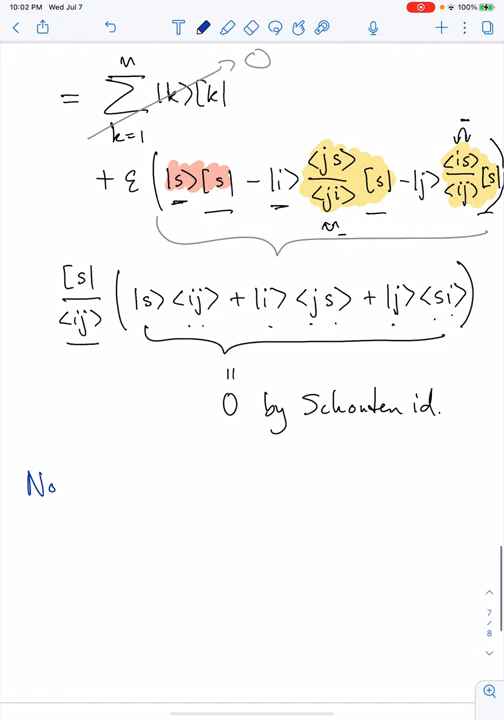 10:02 PM Wed Jul 7
100%
= n ∑ k=1 |k⟩[k| → 0
+ ε ( |s⟩[s| − |i⟩ <js>/<ji> [s| − |j⟩ <is>/<ij> [s| )
[s|/<ij> ( |s⟩<ij> + |i⟩<js> + |j⟩<si> )
"
0 by Schouten id.
No
7
/
8